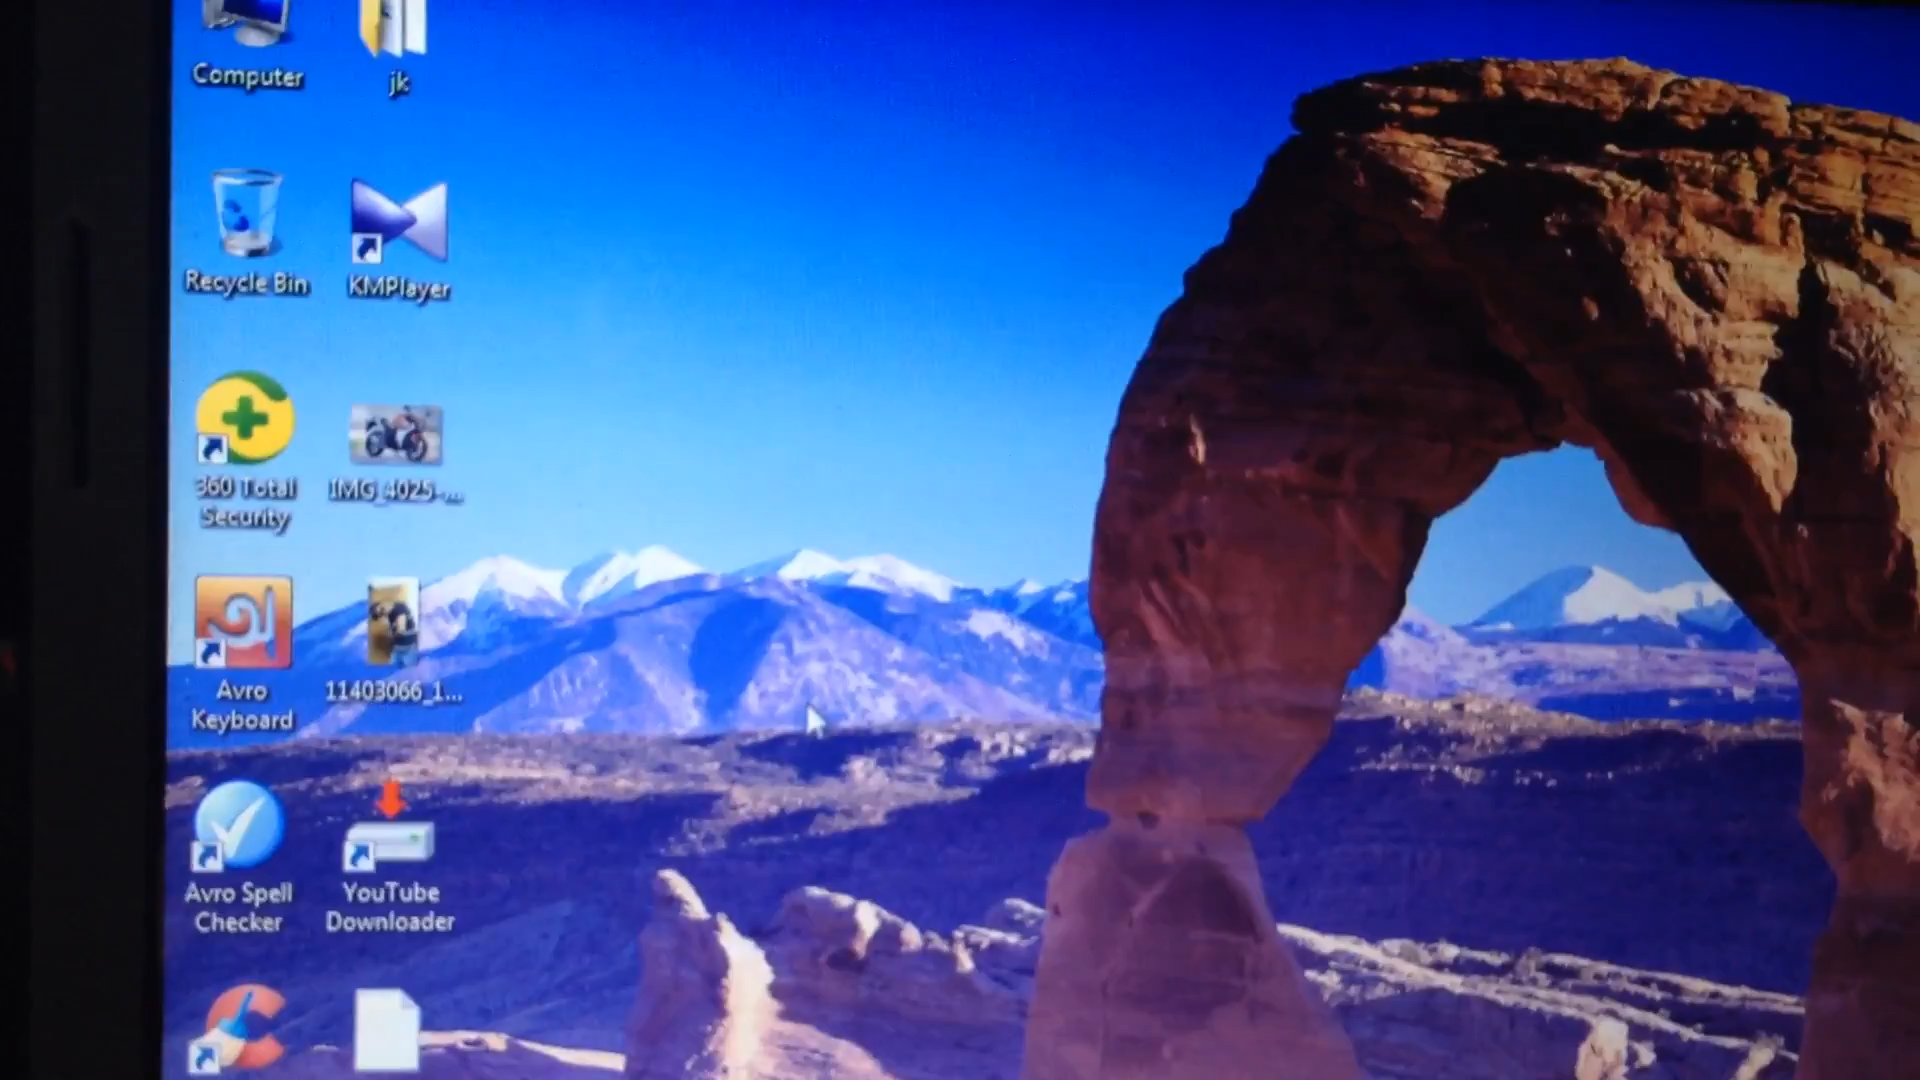 Computer
jk
Recycle Bin
KMPlayer
360 Total
Security
IMG_4025-...
Avro
Keyboard
11403066_1...
Avro Spell
Checker
YouTube
Downloader